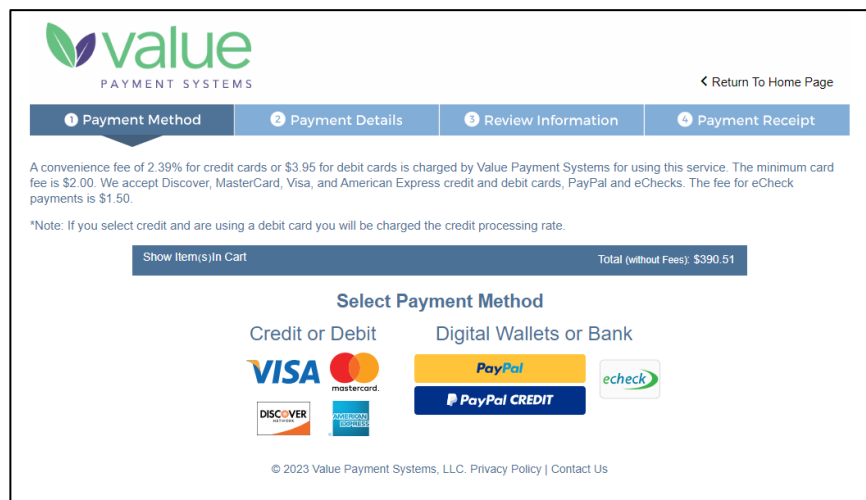 value
PAYMENT SYSTEMS
Return To Home Page
1 Payment Method
2 Payment Details
3 Review Information
4 Payment Receipt
A convenience fee of 2.39% for credit cards or $3.95 for debit cards is charged by Value Payment Systems for using this service. The minimum card
fee is $2.00. We accept Discover, MasterCard, Visa, and American Express credit and debit cards, PayPal and eChecks. The fee for eCheck
payments is $1.50.
*Note: If you select credit and are using a debit card you will be charged the credit processing rate.
Show Item(s)In Cart
Total (without Fees): $390.51
Select Payment Method
Credit or Debit
Digital Wallets or Bank
VISA
mastercard.
PayPal
echeck
PayPal CREDIT
DISCOVER
NETWORK
AMERICAN
EXPRESS
© 2023 Value Payment Systems, LLC. Privacy Policy | Contact Us